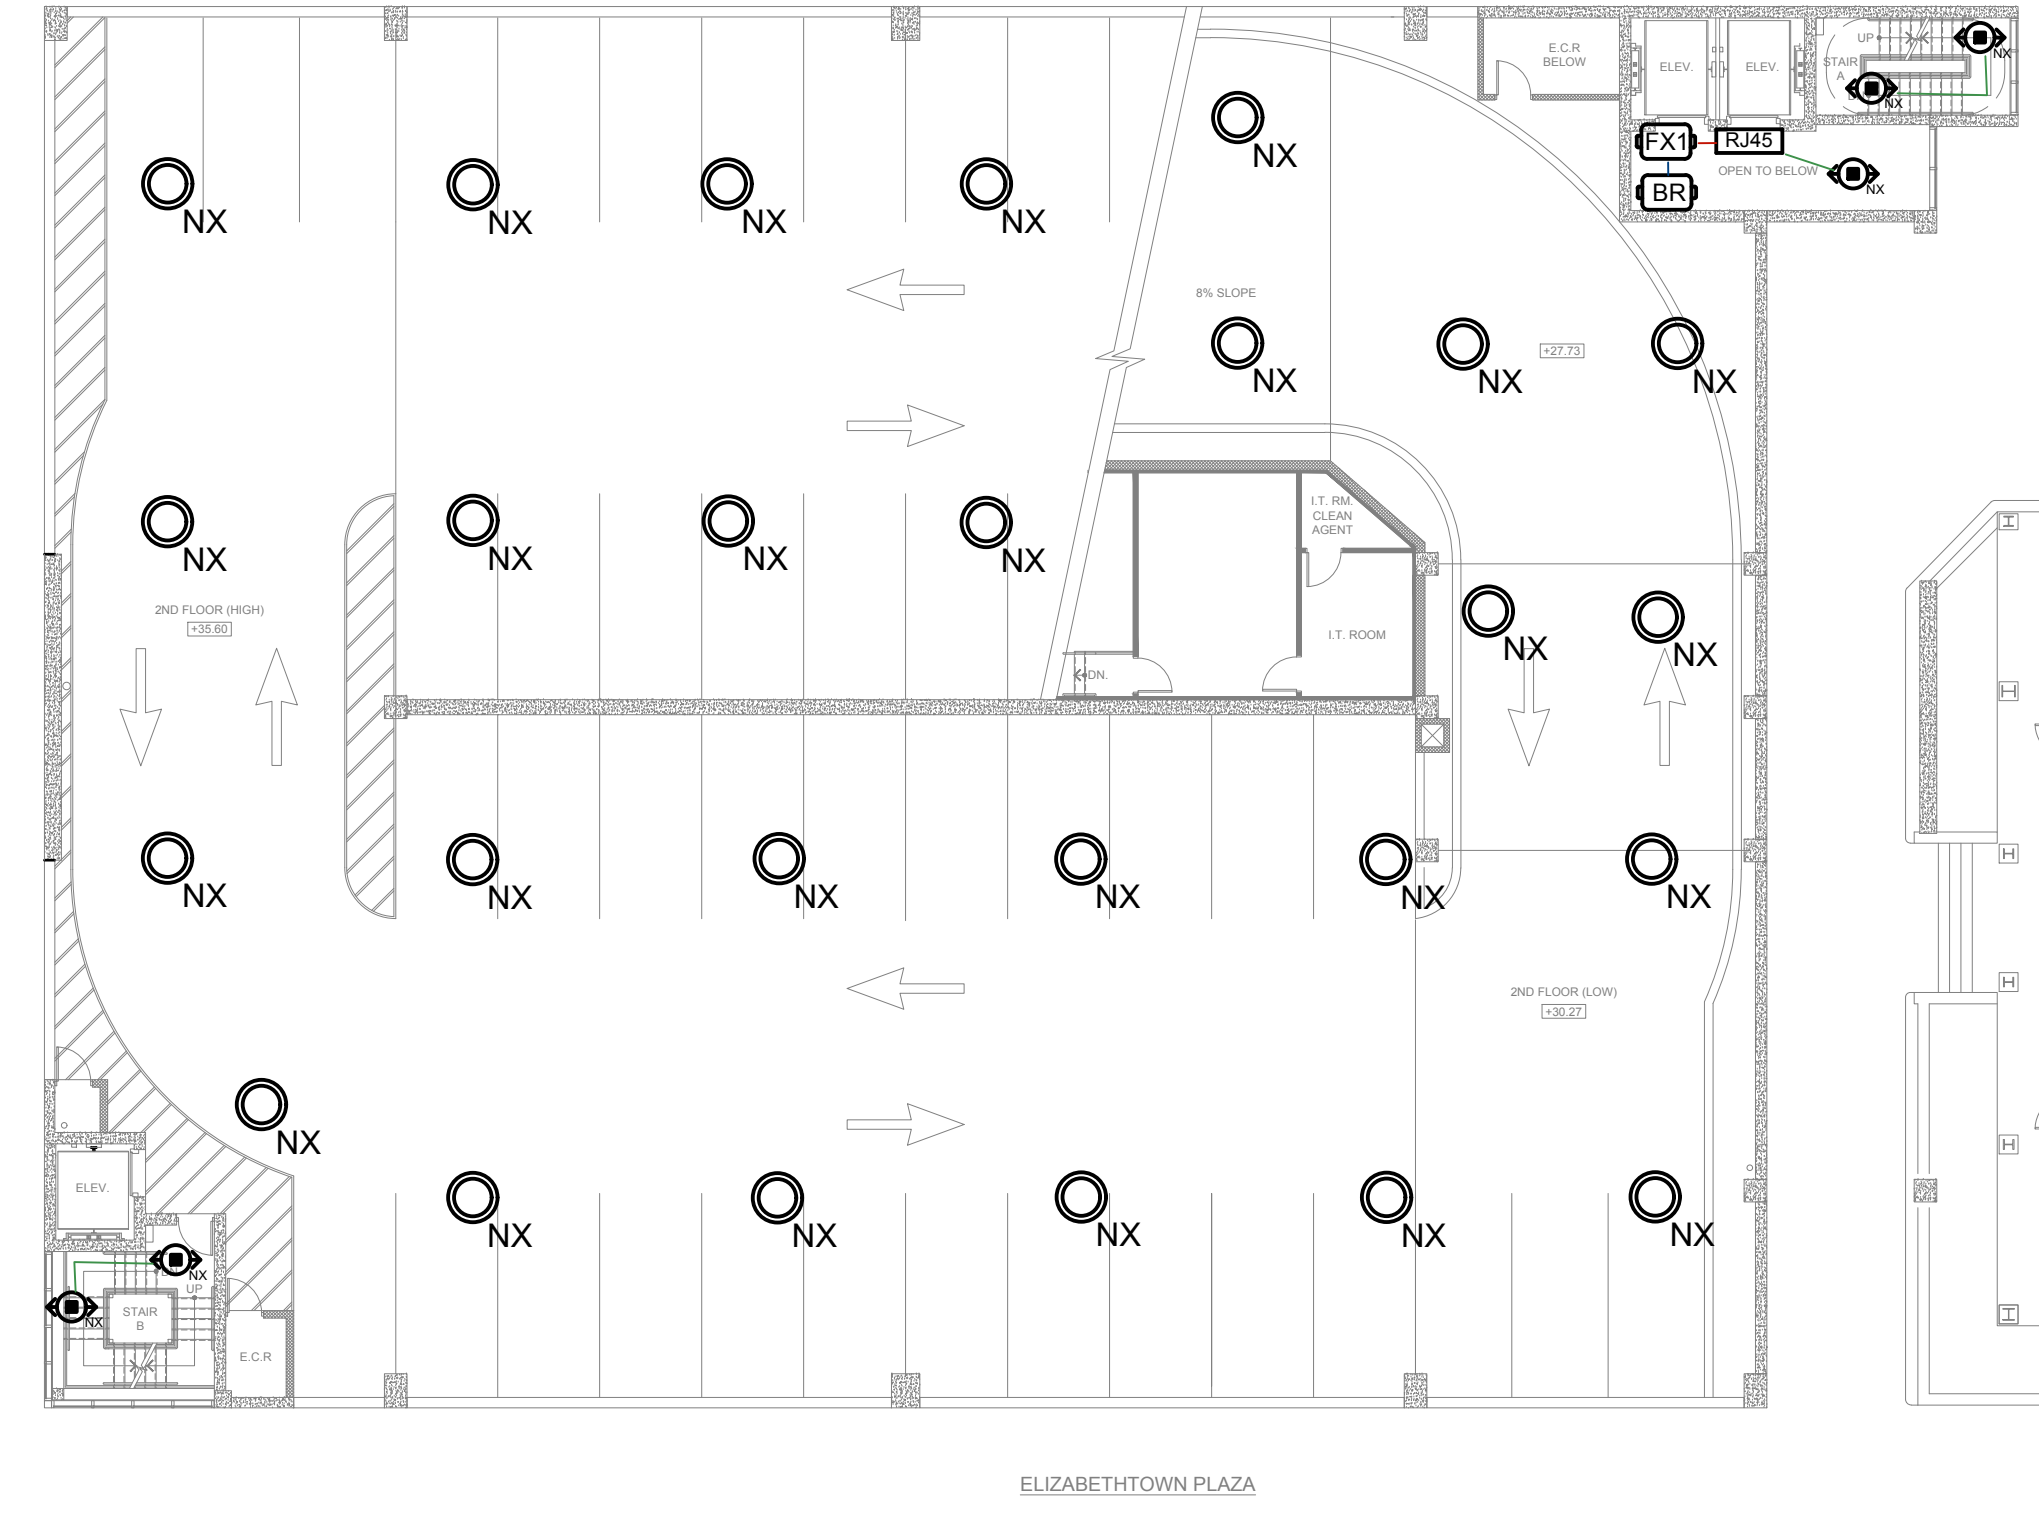 E.C.R
BELOW
ELEV.
ELEV.
UP
STAIR
A
NX
NX
FX1
RJ45
BR
OPEN TO BELOW
NX
NX
NX
NX
NX
NX
8% SLOPE
+27.73
NX
NX
NX
I.T. RM.
CLEAN
AGENT
NX
NX
NX
NX
2ND FLOOR (HIGH)
+35.60
I.T. ROOM
NX
NX
DN.
NX
NX
NX
NX
NX
NX
2ND FLOOR (LOW)
+30.27
NX
ELEV.
NX
NX
NX
NX
NX
NX
UP
NX
STAIR
B
E.C.R
H
H
H
H
H
H
ELIZABETHTOWN PLAZA